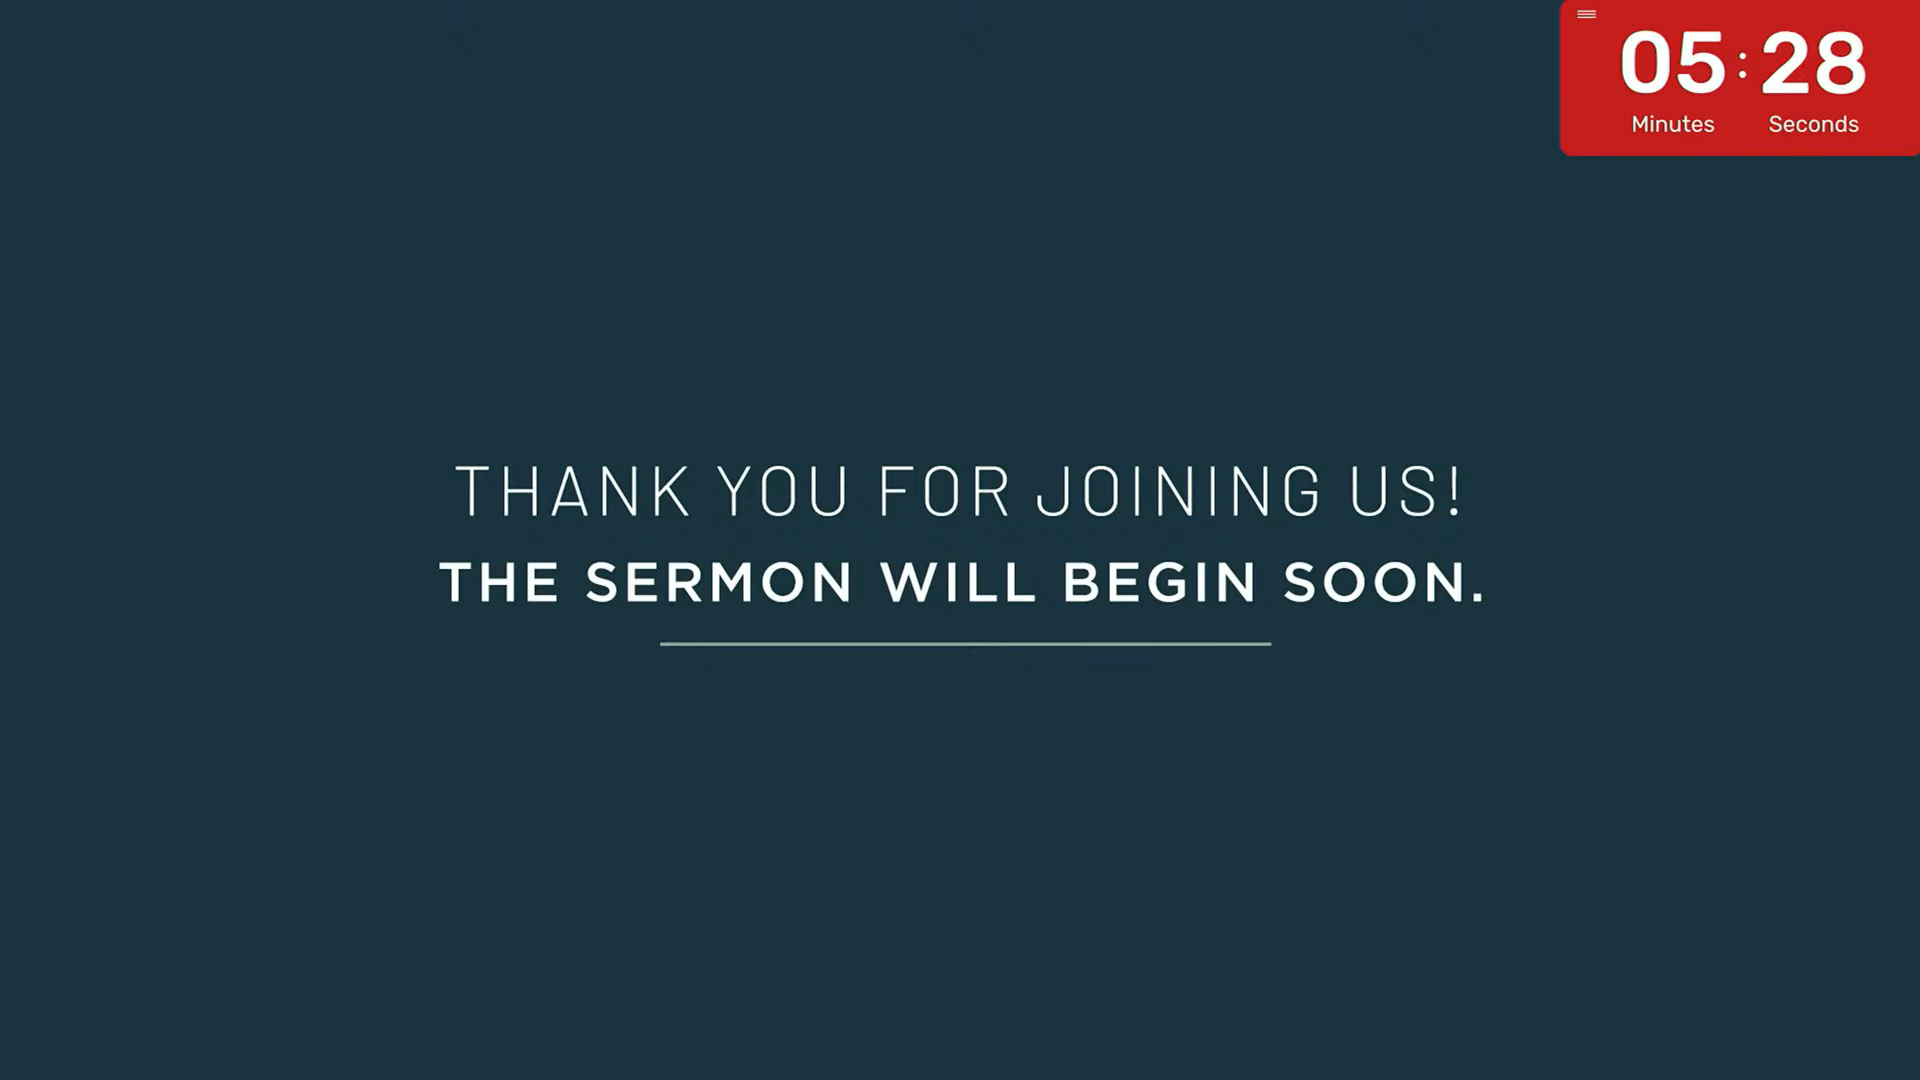 05:28
Minutes Seconds
THANK YOU FOR JOINING US!
THE SERMON WILL BEGIN SOON.